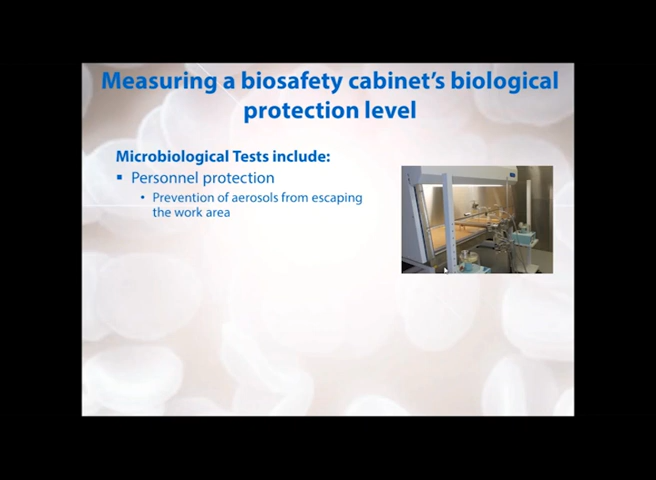 Measuring a biosafety cabinet's biological
protection level
Microbiological Tests include:
▪ Personnel protection
• Prevention of aerosols from escaping
the work area